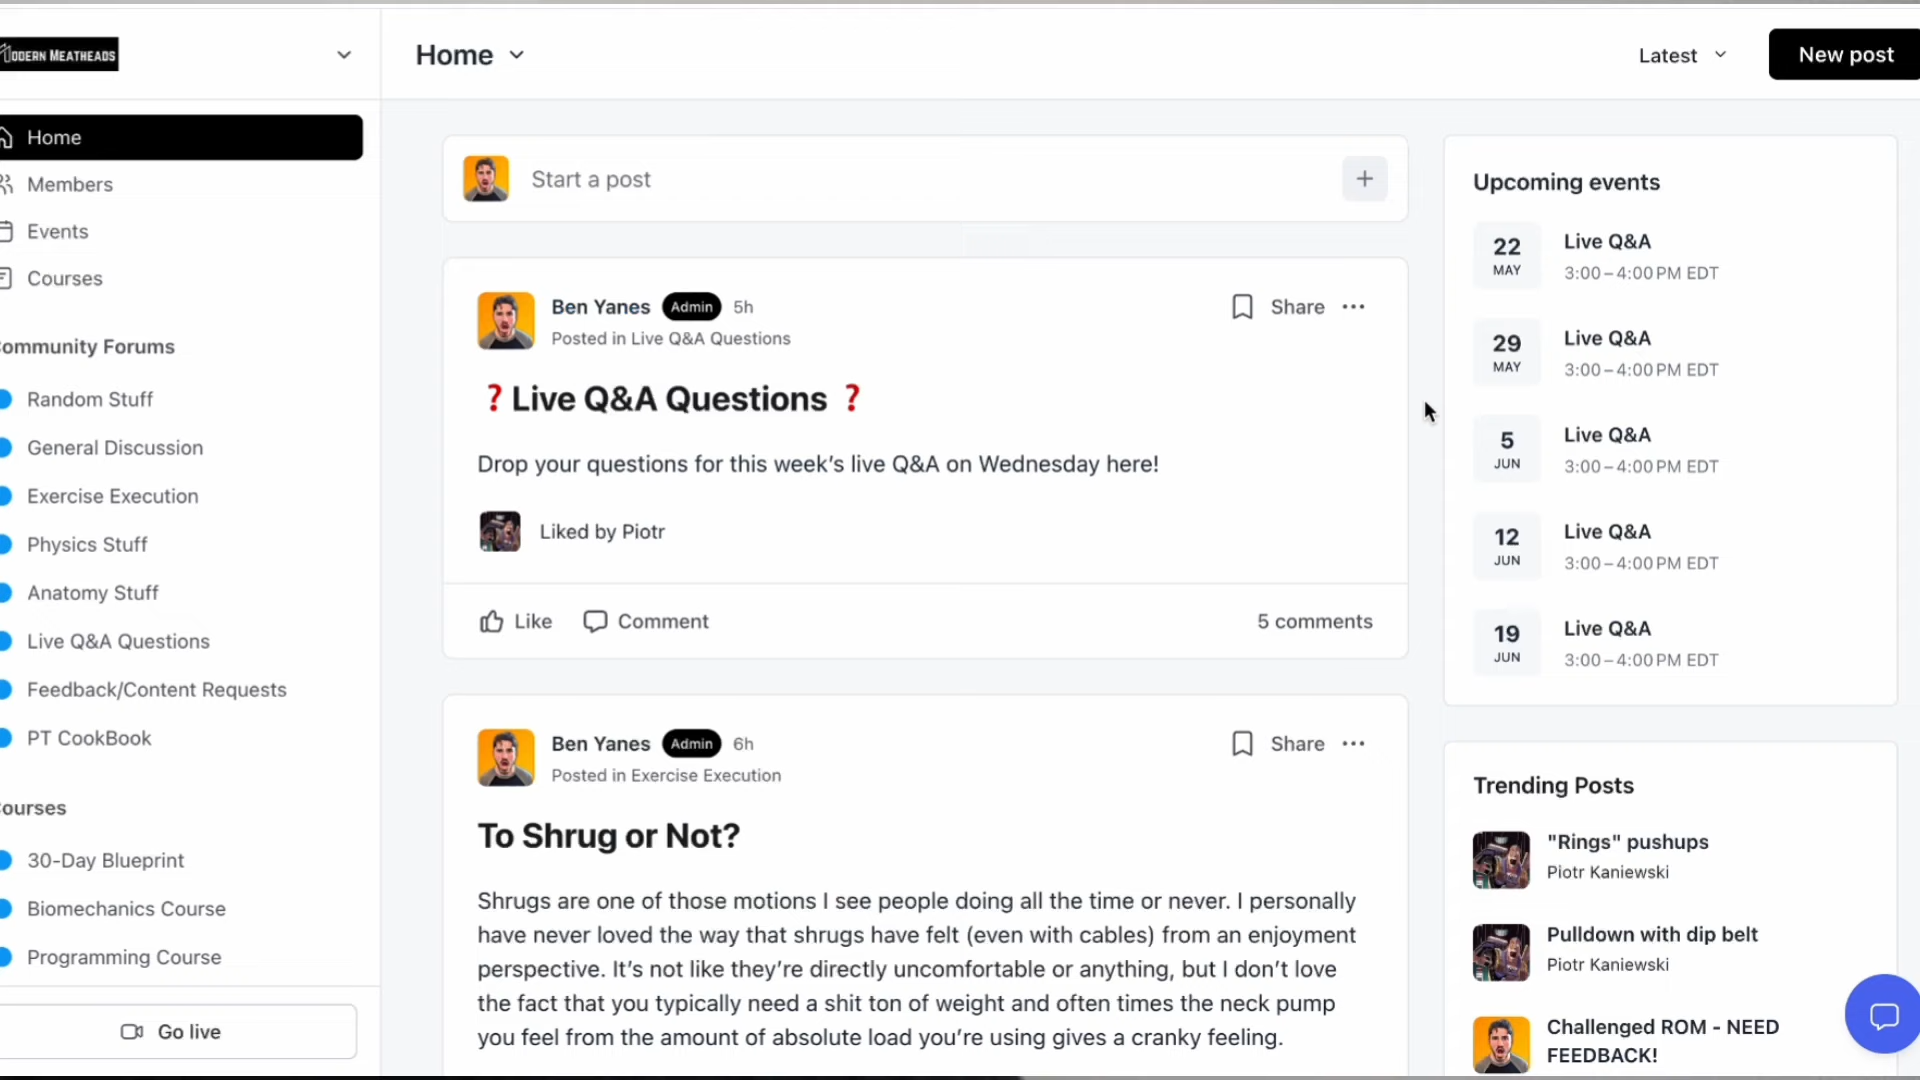 MODERN MEATHEADS
Home
Members
Events
Courses
ommunity Forums
Random Stuff
General Discussion
Exercise Execution
Physics Stuff
Anatomy Stuff
Live Q&A Questions
Feedback/Content Requests
PT CookBook
ourses
30-Day Blueprint
Biomechanics Course
Programming Course
Go live
Home
Latest
New post
Start a post
Ben Yanes Admin 5h
Posted in Live Q&A Questions
Share
❓Live Q&A Questions ❓
Drop your questions for this week’s live Q&A on Wednesday here!
Liked by Piotr
Like
Comment
5 comments
Ben Yanes Admin 6h
Posted in Exercise Execution
Share
To Shrug or Not?
Shrugs are one of those motions I see people doing all the time or never. I personally
have never loved the way that shrugs have felt (even with cables) from an enjoyment
perspective. It’s not like they’re directly uncomfortable or anything, but I don’t love
the fact that you typically need a shit ton of weight and often times the neck pump
you feel from the amount of absolute load you’re using gives a cranky feeling.
Upcoming events
22 MAY
Live Q&A
3:00 – 4:00 PM EDT
29 MAY
Live Q&A
3:00 – 4:00 PM EDT
5 JUN
Live Q&A
3:00 – 4:00 PM EDT
12 JUN
Live Q&A
3:00 – 4:00 PM EDT
19 JUN
Live Q&A
3:00 – 4:00 PM EDT
Trending Posts
"Rings" pushups
Piotr Kaniewski
Pulldown with dip belt
Piotr Kaniewski
Challenged ROM - NEED
FEEDBACK!